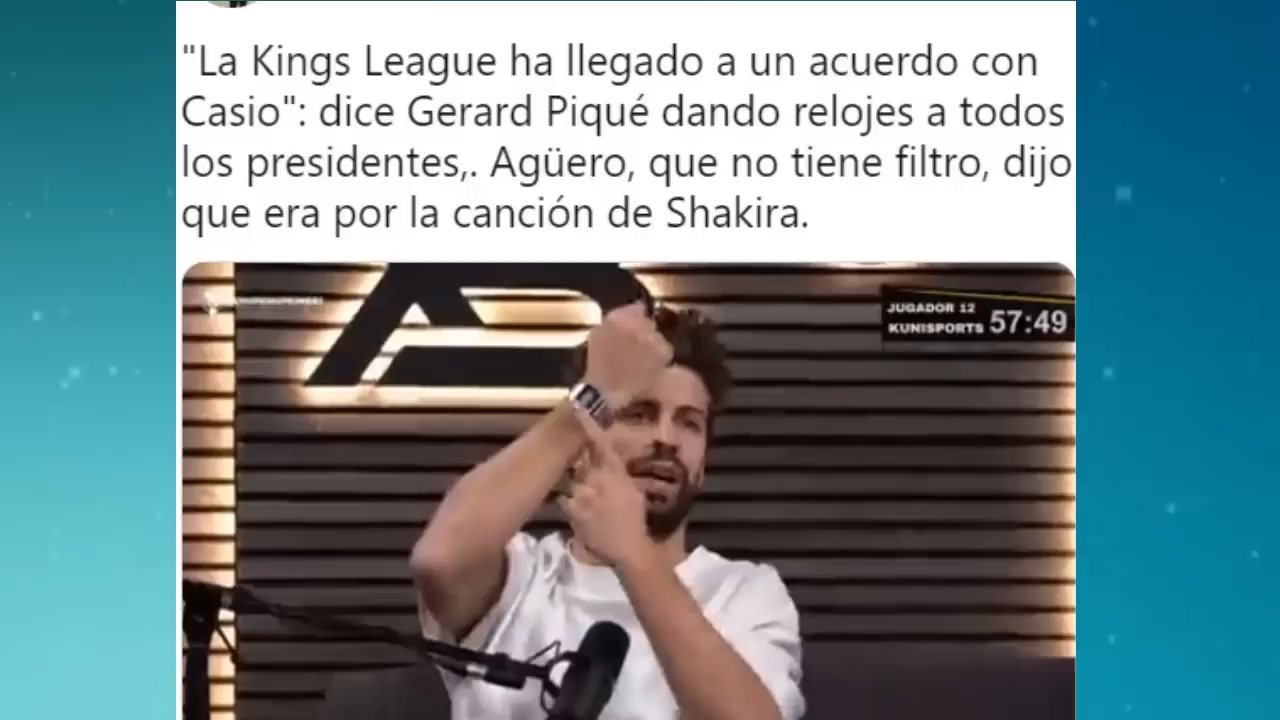 "La Kings League ha llegado a un acuerdo con
Casio": dice Gerard Piqué dando relojes a todos
los presidentes,. Agüero, que no tiene filtro, dijo
que era por la canción de Shakira.
JUGADOR 12
KUNISPORTS 57:49